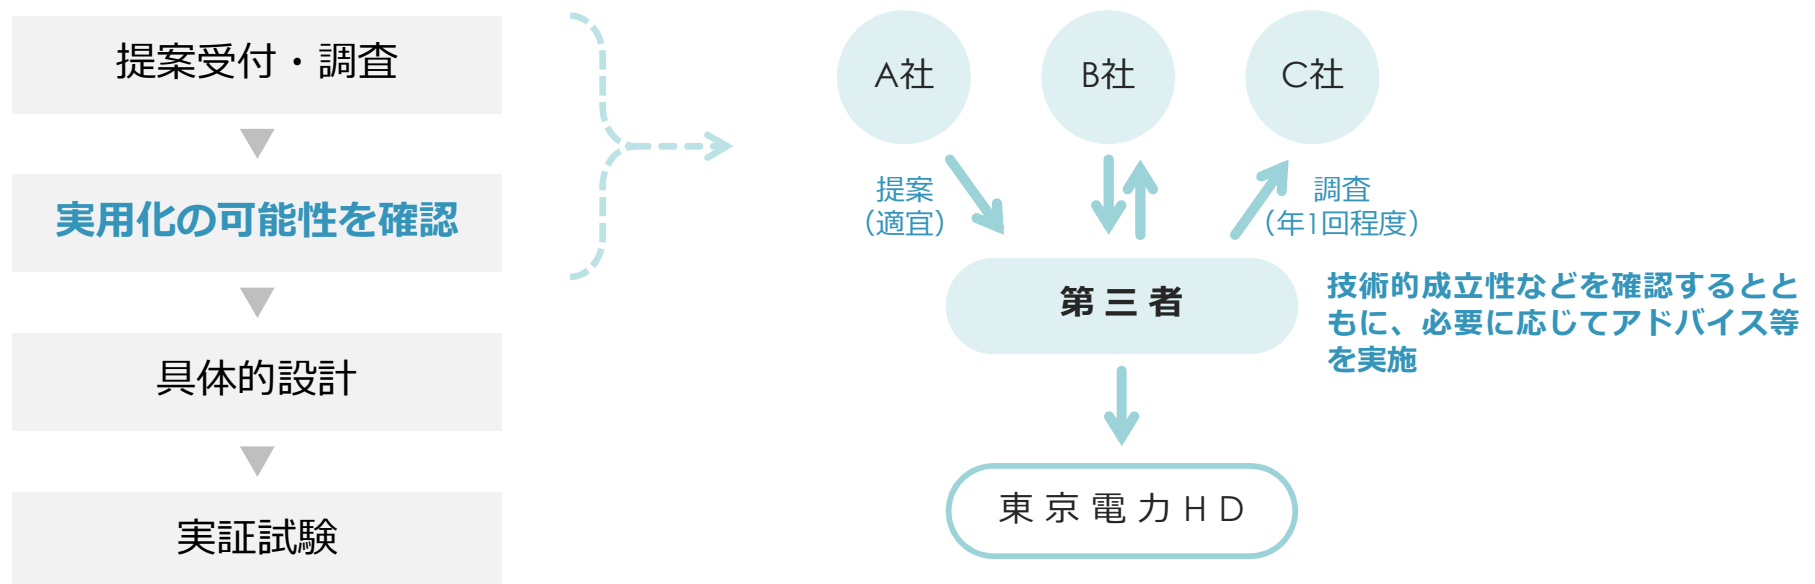 提案受付・調査
実用化の可能性を確認
具体的設計
実証試験
A社
B社
C社
提案
（適宜）
調査
（年1回程度）
第三者
技術的成立性などを確認するとと
もに、必要に応じてアドバイス等
を実施
東京電力HD